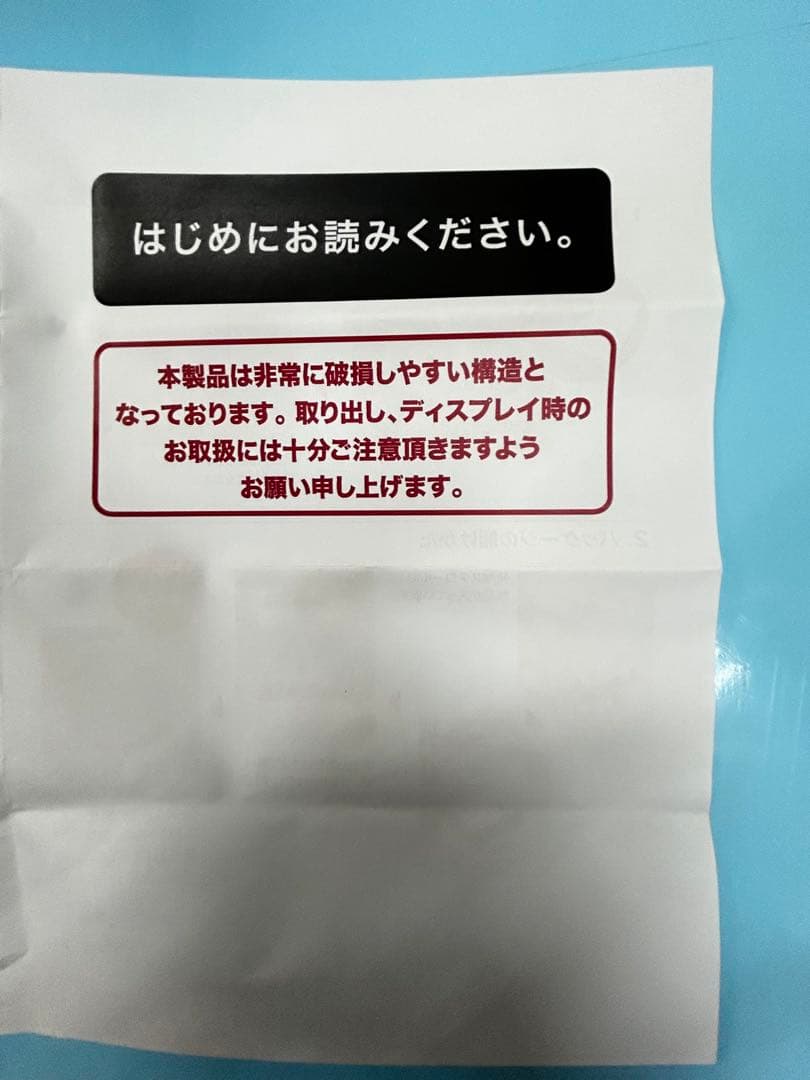 はじめにお読みください。
本製品は非常に破損しやすい構造と
なっております。取り出し、ディスプレイ時の
お取扱には十分ご注意頂きますよう
お願い申し上げます。